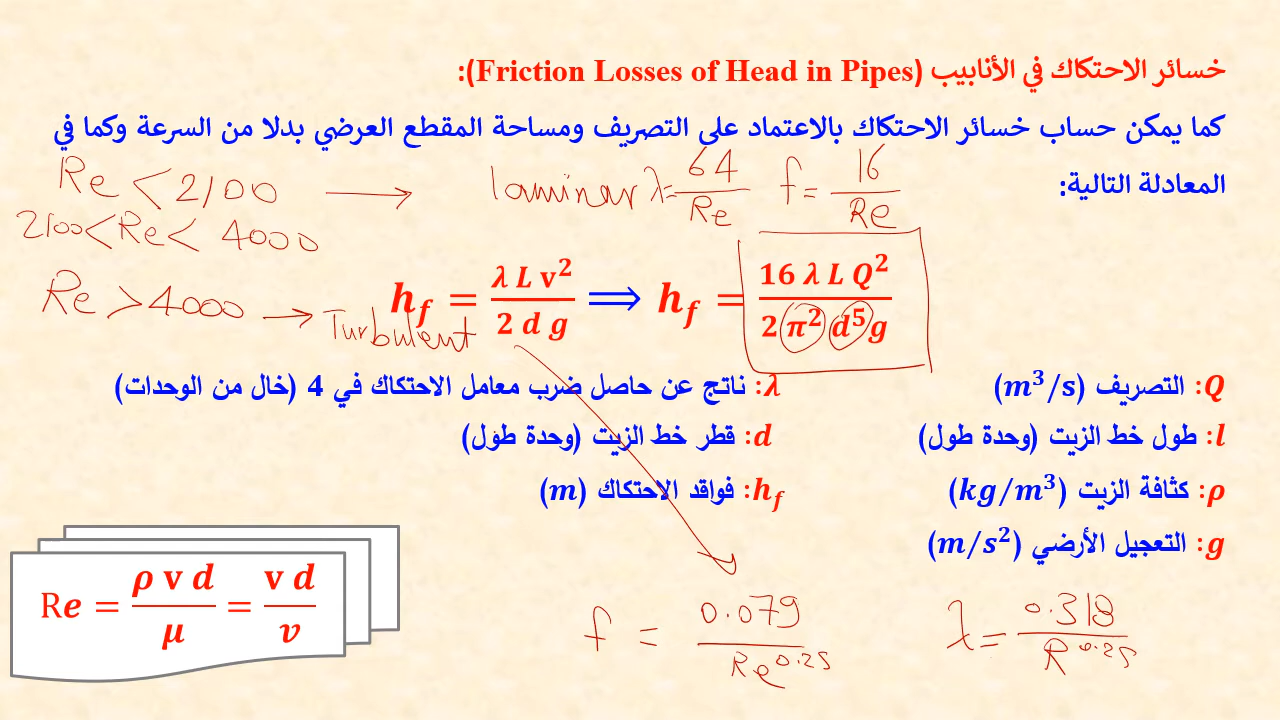 خسائر الاحتكاك في الأنابيب (Friction Losses of Head in Pipes):
كما يمكن حساب خسائر الاحتكاك بالاعتماد على التصريف ومساحة المقطع العرضي بدلا من السرعة وكما في
المعادلة التالية:
Re < 2100 → laminar λ = 64/Re f = 16/Re
2100 < Re < 4000
Re > 4000 → Turbulent
h_f = λ L v²/2 d g ⟹ h_f = 16 λ L Q²/2 π² d⁵ g
Q: التصريف (m³/s)
λ: ناتج عن حاصل ضرب معامل الاحتكاك في 4 (خال من الوحدات)
l: طول خط الزيت (وحدة طول)
d: قطر خط الزيت (وحدة طول)
ρ: كثافة الزيت (kg/m³)
h_f: فواقد الاحتكاك (m)
g: التعجيل الأرضي (m/s²)
Re = ρ v d/μ = v d/υ
f = 0.079/Re^0.25
λ = 0.318/R^0.25